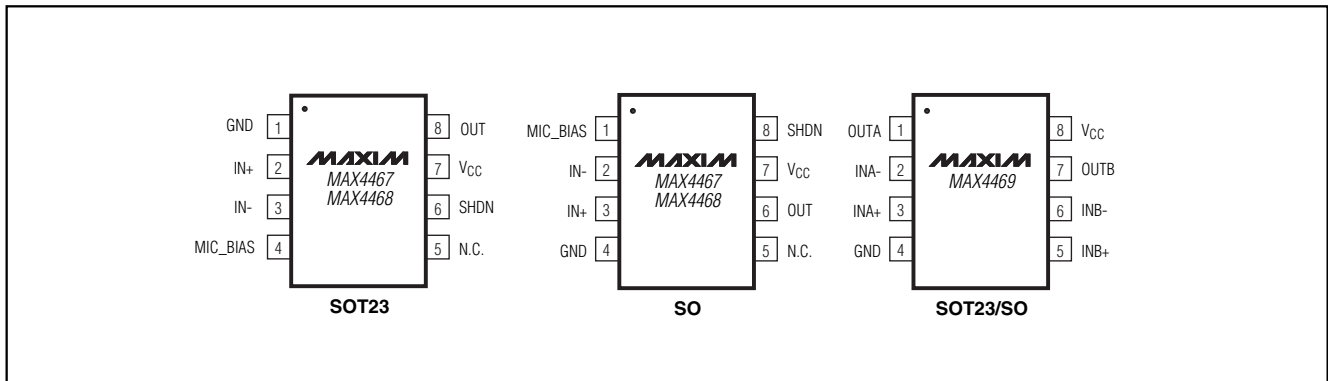 GND 1
IN+ 2
IN- 3
MIC_BIAS 4
MAXIM
MAX4467
MAX4468
8 OUT
7 VCC
6 SHDN
5 N.C.
SOT23
MIC_BIAS 1
IN- 2
IN+ 3
GND 4
MAXIM
MAX4467
MAX4468
8 SHDN
7 VCC
6 OUT
5 N.C.
SO
OUTA 1
INA- 2
INA+ 3
GND 4
MAXIM
MAX4469
8 VCC
7 OUTB
6 INB-
5 INB+
SOT23/SO